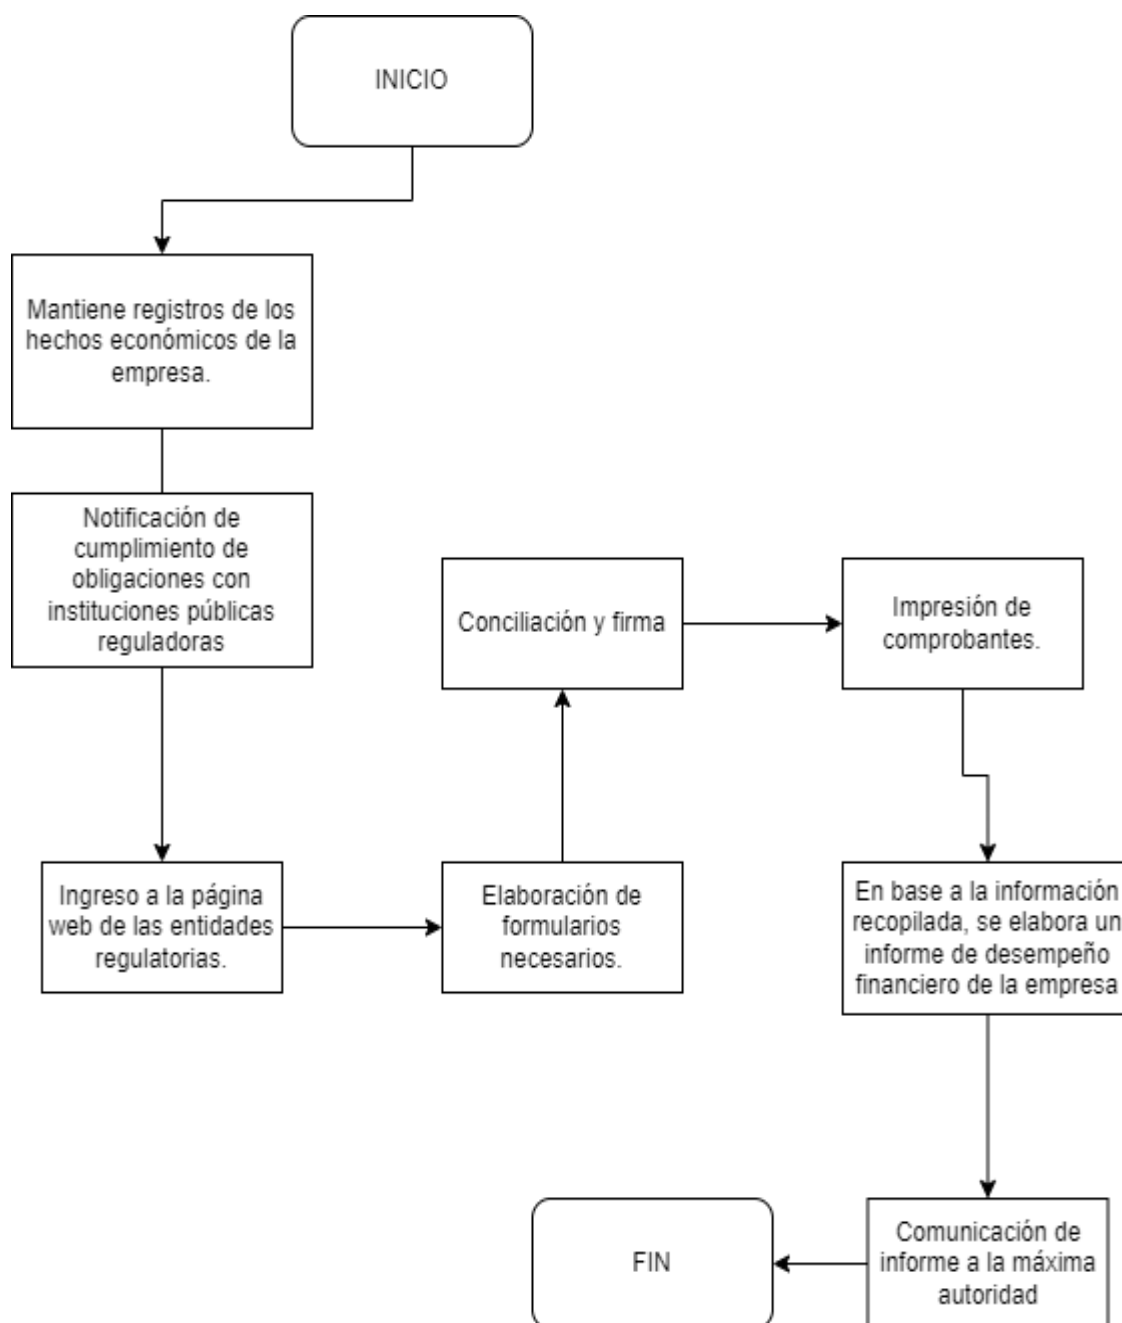 INICIO
Mantiene registros de los
hechos económicos de la
empresa.
Notificación de
cumplimiento de
obligaciones con
instituciones públicas
reguladoras
Ingreso a la página
web de las entidades
regulatorias.
Elaboración de
formularios
necesarios.
Conciliación y firma
Impresión de
comprobantes.
En base a la información
recopilada, se elabora un
informe de desempeño
financiero de la empresa
Comunicación de
informe a la máxima
autoridad
FIN